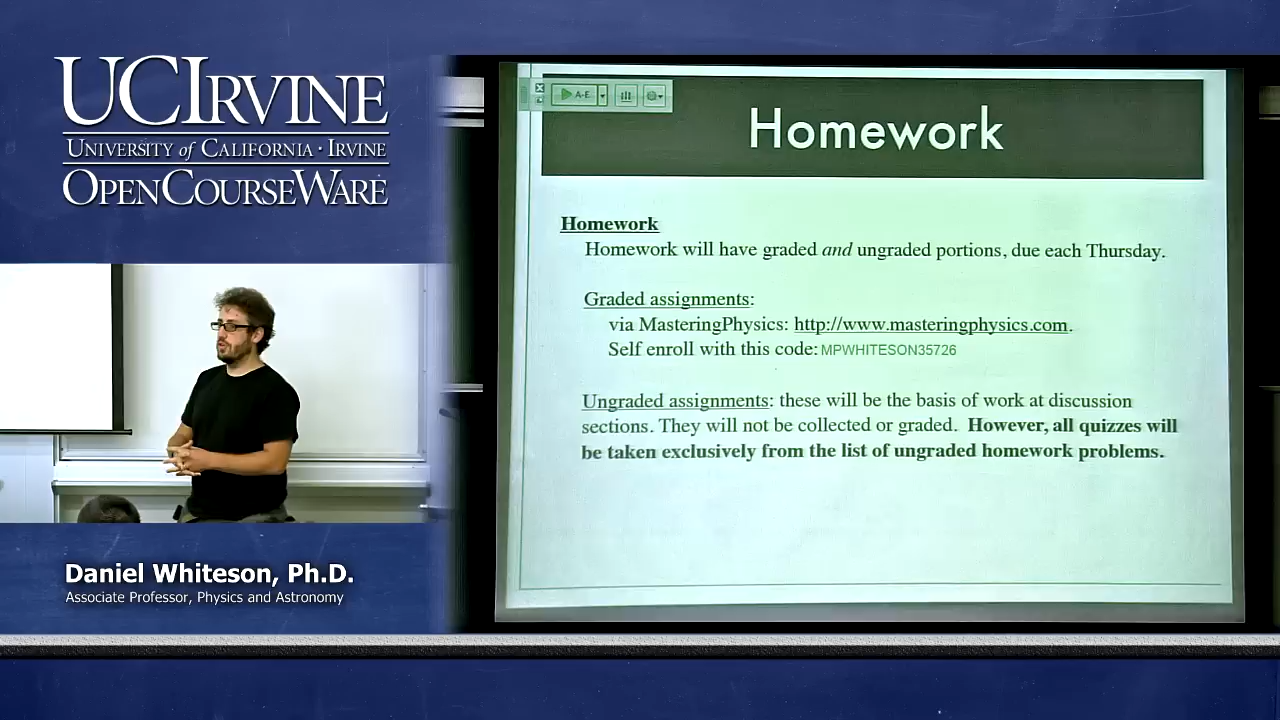 UCIRVINE
UNIVERSITY of CALIFORNIA · IRVINE
OPENCOURSEWARE
A-E
Homework
Homework
Homework will have graded and ungraded portions, due each Thursday.
Graded assignments:
via MasteringPhysics: http://www.masteringphysics.com.
Self enroll with this code: MPWHITESON35726
Ungraded assignments: these will be the basis of work at discussion
sections. They will not be collected or graded. However, all quizzes will
be taken exclusively from the list of ungraded homework problems.
Daniel Whiteson, Ph.D.
Associate Professor, Physics and Astronomy